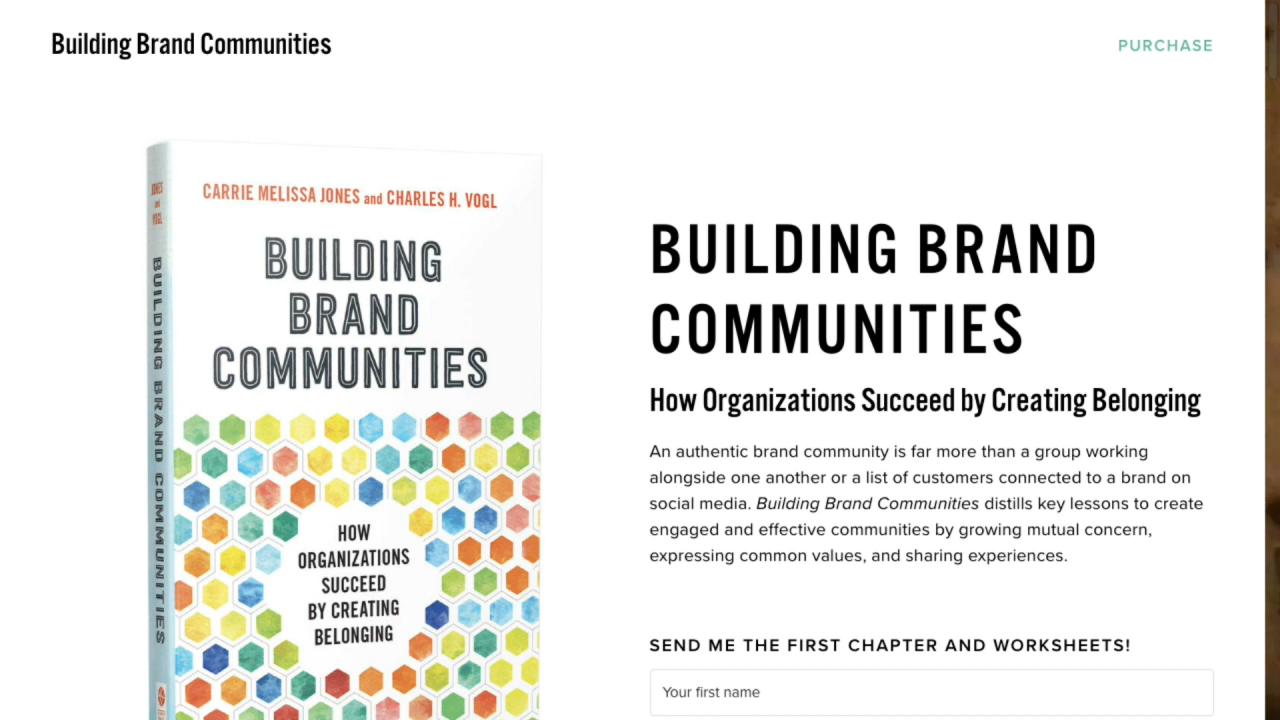 Building Brand Communities
PURCHASE
CARRIE MELISSA JONES and CHARLES H. VOGL
BUILDING
BRAND
COMMUNITIES
HOW
ORGANIZATIONS
SUCCEED
BY CREATING
BELONGING
JONES
and
VOGL
BUILDING BRAND COMMUNITIES
BUILDING BRAND
COMMUNITIES
How Organizations Succeed by Creating Belonging
An authentic brand community is far more than a group working
alongside one another or a list of customers connected to a brand on
social media. Building Brand Communities distills key lessons to create
engaged and effective communities by growing mutual concern,
expressing common values, and sharing experiences.
SEND ME THE FIRST CHAPTER AND WORKSHEETS!
Your first name